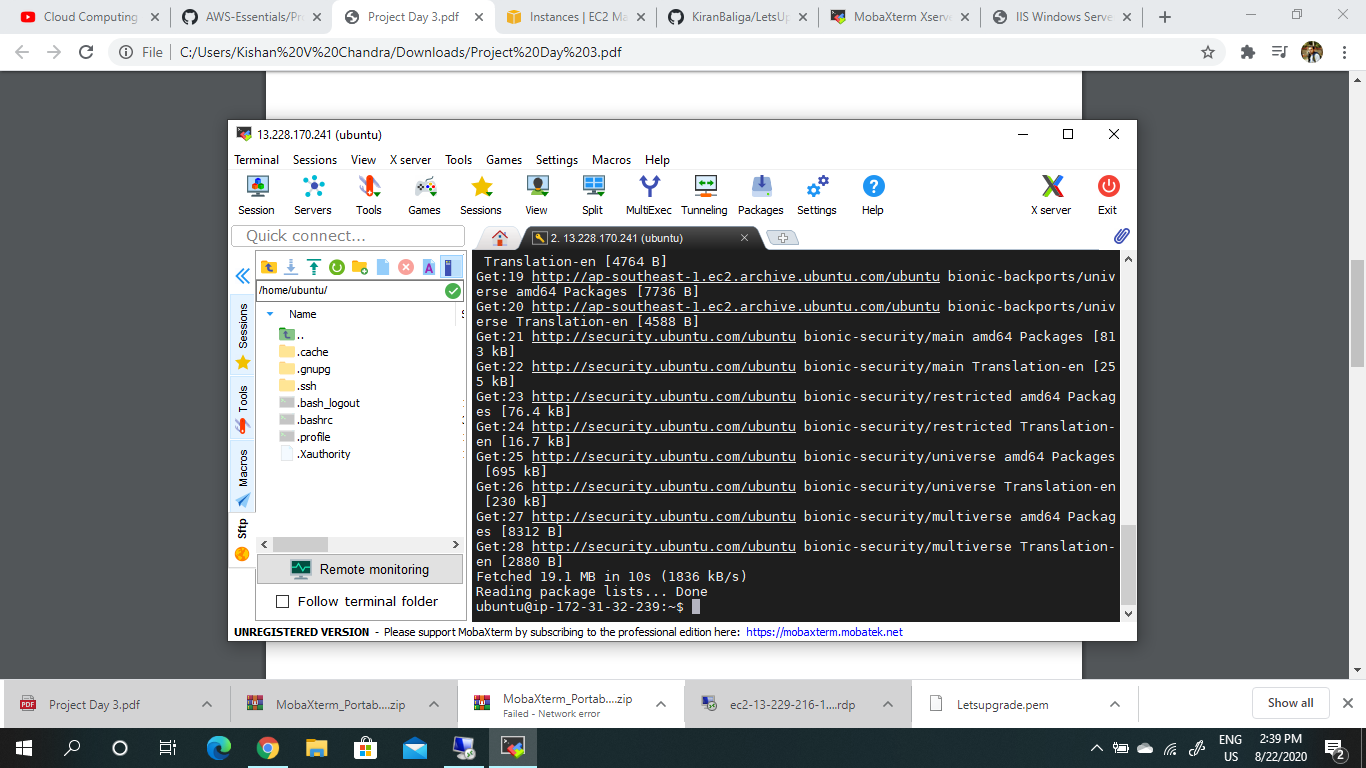 Cloud Computing
AWS-Essentials/Pr
Project Day 3.pdf
Instances | EC2 Ma
KiranBaliga/LetsUp
MobaXterm Xserve
IIS Windows Serve
File
C:/Users/Kishan%20V%20Chandra/Downloads/Project%20Day%203.pdf
13.228.170.241 (ubuntu)
Terminal Sessions View X server Tools Games Settings Macros Help
Session Servers Tools Games Sessions View Split MultiExec Tunneling Packages Settings Help X server Exit
Quick connect...
2. 13.228.170.241 (ubuntu)
/home/ubuntu/
Name
..
.cache
.gnupg
.ssh
.bash_logout
.bashrc
.profile
.Xauthority
Sessions
Tools
Macros
Sftp
Remote monitoring
Follow terminal folder
Translation-en [4764 B]
Get:19 http://ap-southeast-1.ec2.archive.ubuntu.com/ubuntu bionic-backports/univ
erse amd64 Packages [7736 B]
Get:20 http://ap-southeast-1.ec2.archive.ubuntu.com/ubuntu bionic-backports/univ
erse Translation-en [4588 B]
Get:21 http://security.ubuntu.com/ubuntu bionic-security/main amd64 Packages [81
3 kB]
Get:22 http://security.ubuntu.com/ubuntu bionic-security/main Translation-en [25
5 kB]
Get:23 http://security.ubuntu.com/ubuntu bionic-security/restricted amd64 Packag
es [76.4 kB]
Get:24 http://security.ubuntu.com/ubuntu bionic-security/restricted Translation-
en [16.7 kB]
Get:25 http://security.ubuntu.com/ubuntu bionic-security/universe amd64 Packages
[695 kB]
Get:26 http://security.ubuntu.com/ubuntu bionic-security/universe Translation-en
[230 kB]
Get:27 http://security.ubuntu.com/ubuntu bionic-security/multiverse amd64 Packag
es [8312 B]
Get:28 http://security.ubuntu.com/ubuntu bionic-security/multiverse Translation-
en [2880 B]
Fetched 19.1 MB in 10s (1836 kB/s)
Reading package lists... Done
ubuntu@ip-172-31-32-239:~$
UNREGISTERED VERSION - Please support MobaXterm by subscribing to the professional edition here: https://mobaxterm.mobatek.net
Project Day 3.pdf
MobaXterm_Portab....zip
MobaXterm_Portab....zip
Failed - Network error
ec2-13-229-216-1....rdp
Letsupgrade.pem
Show all
ENG
US
2:39 PM
8/22/2020
2